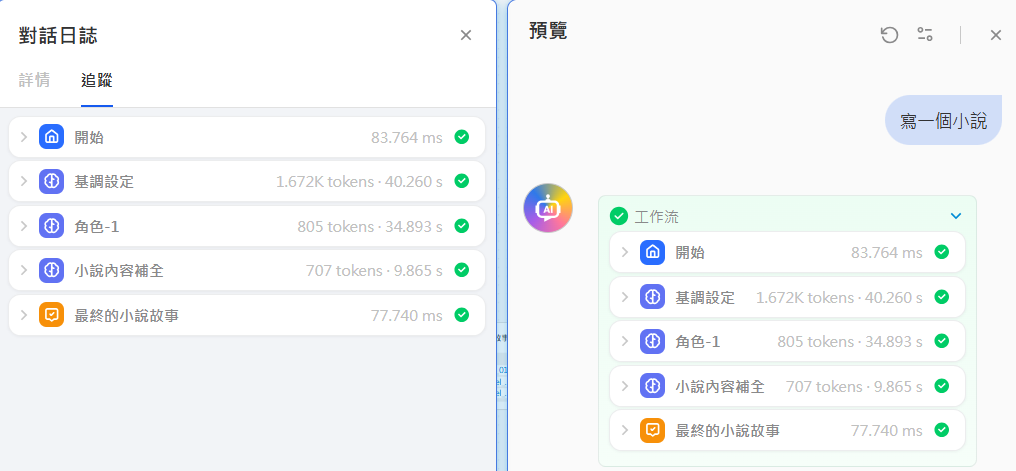 對話日誌
詳情 追蹤
開始 83.764 ms
基調設定 1.672K tokens · 40.260 s
角色-1 805 tokens · 34.893 s
小說內容補全 707 tokens · 9.865 s
最終的小說故事 77.740 ms
預覽
寫一個小說
AI
工作流
開始 83.764 ms
基調設定 1.672K tokens · 40.260 s
角色-1 805 tokens · 34.893 s
小說內容補全 707 tokens · 9.865 s
最終的小說故事 77.740 ms